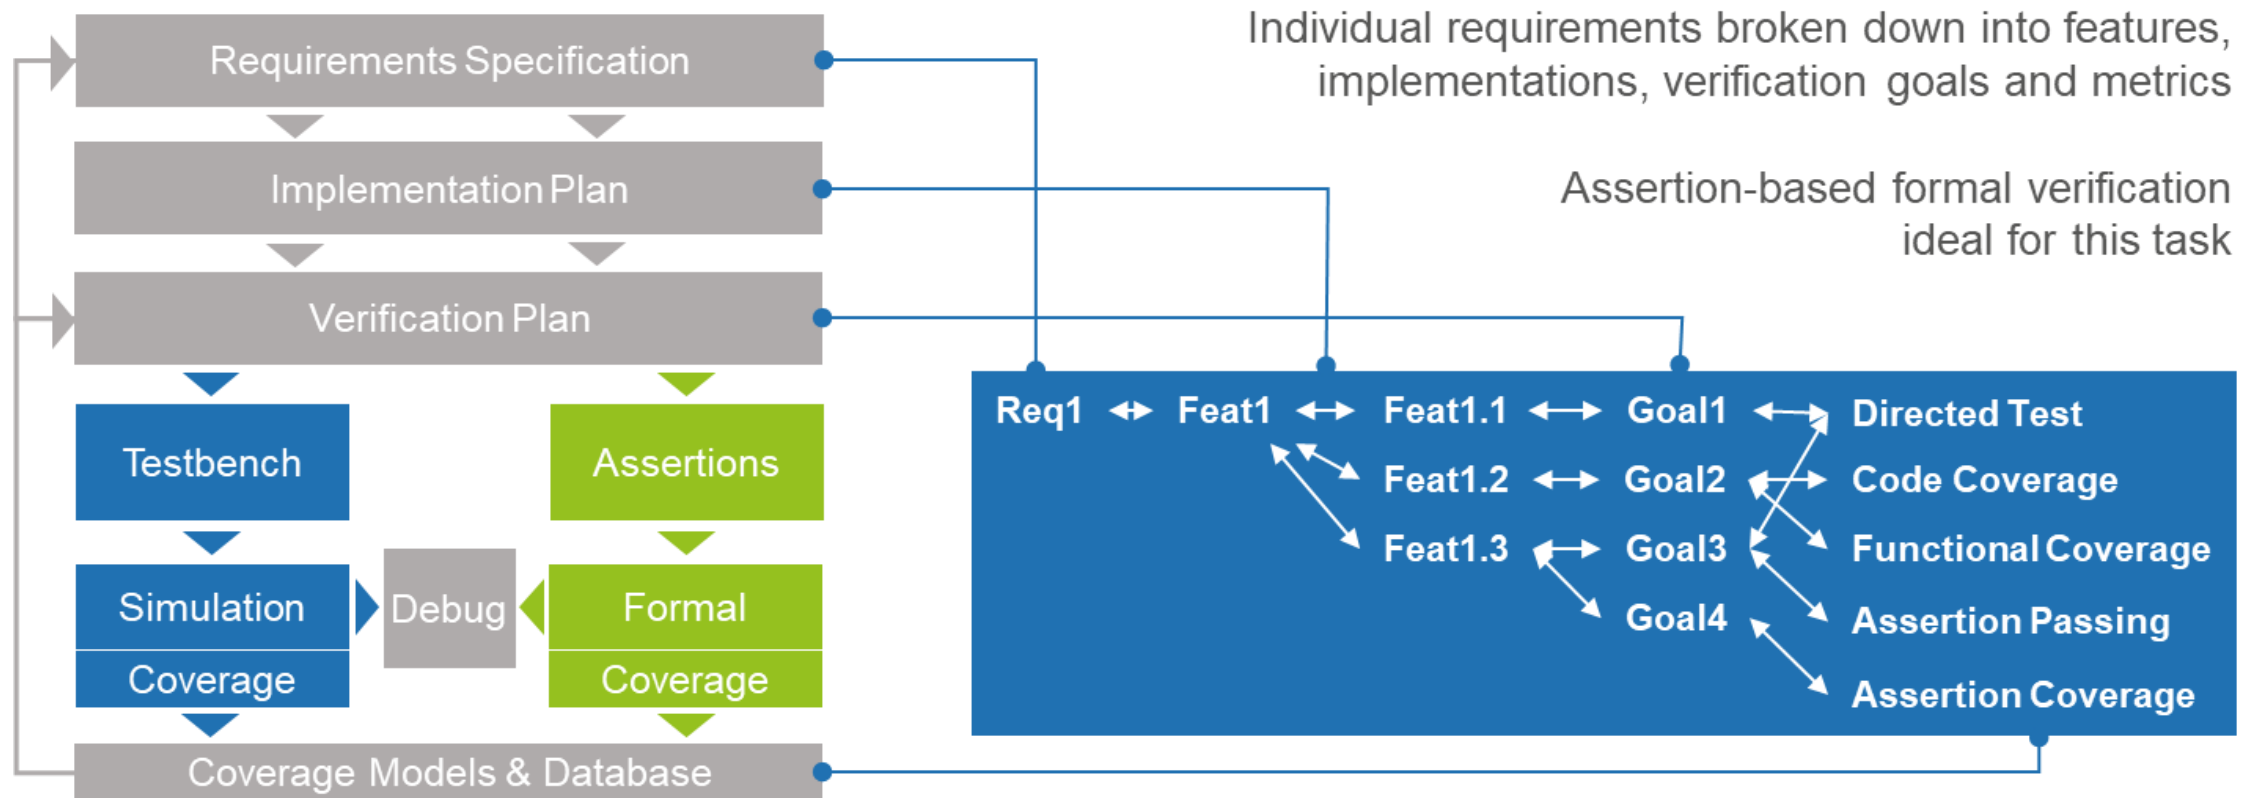 Requirements Specification
Implementation Plan
Verification Plan
Testbench
Assertions
Simulation
Debug
Formal
Coverage
Coverage
Coverage Models & Database
Individual requirements broken down into features,
implementations, verification goals and metrics
Assertion-based formal verification
ideal for this task
Req1 Feat1 Feat1.1 Goal1 Directed Test
Feat1.2 Goal2 Code Coverage
Feat1.3 Goal3 Functional Coverage
Goal4 Assertion Passing
Assertion Coverage